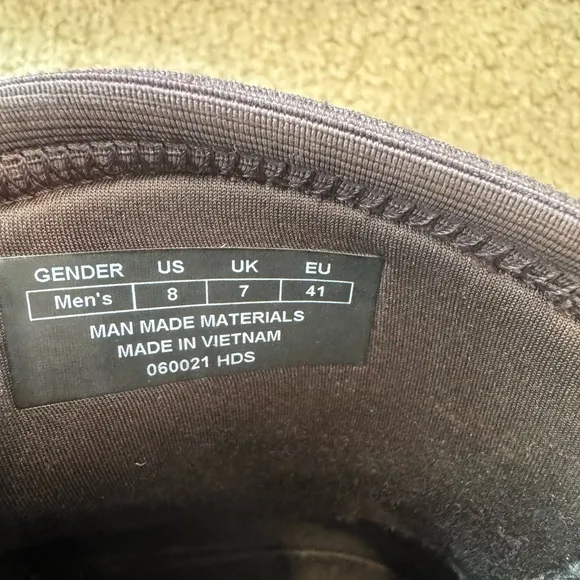 GENDER US UK EU
Men's 8 7 41
MAN MADE MATERIALS
MADE IN VIETNAM
060021 HDS